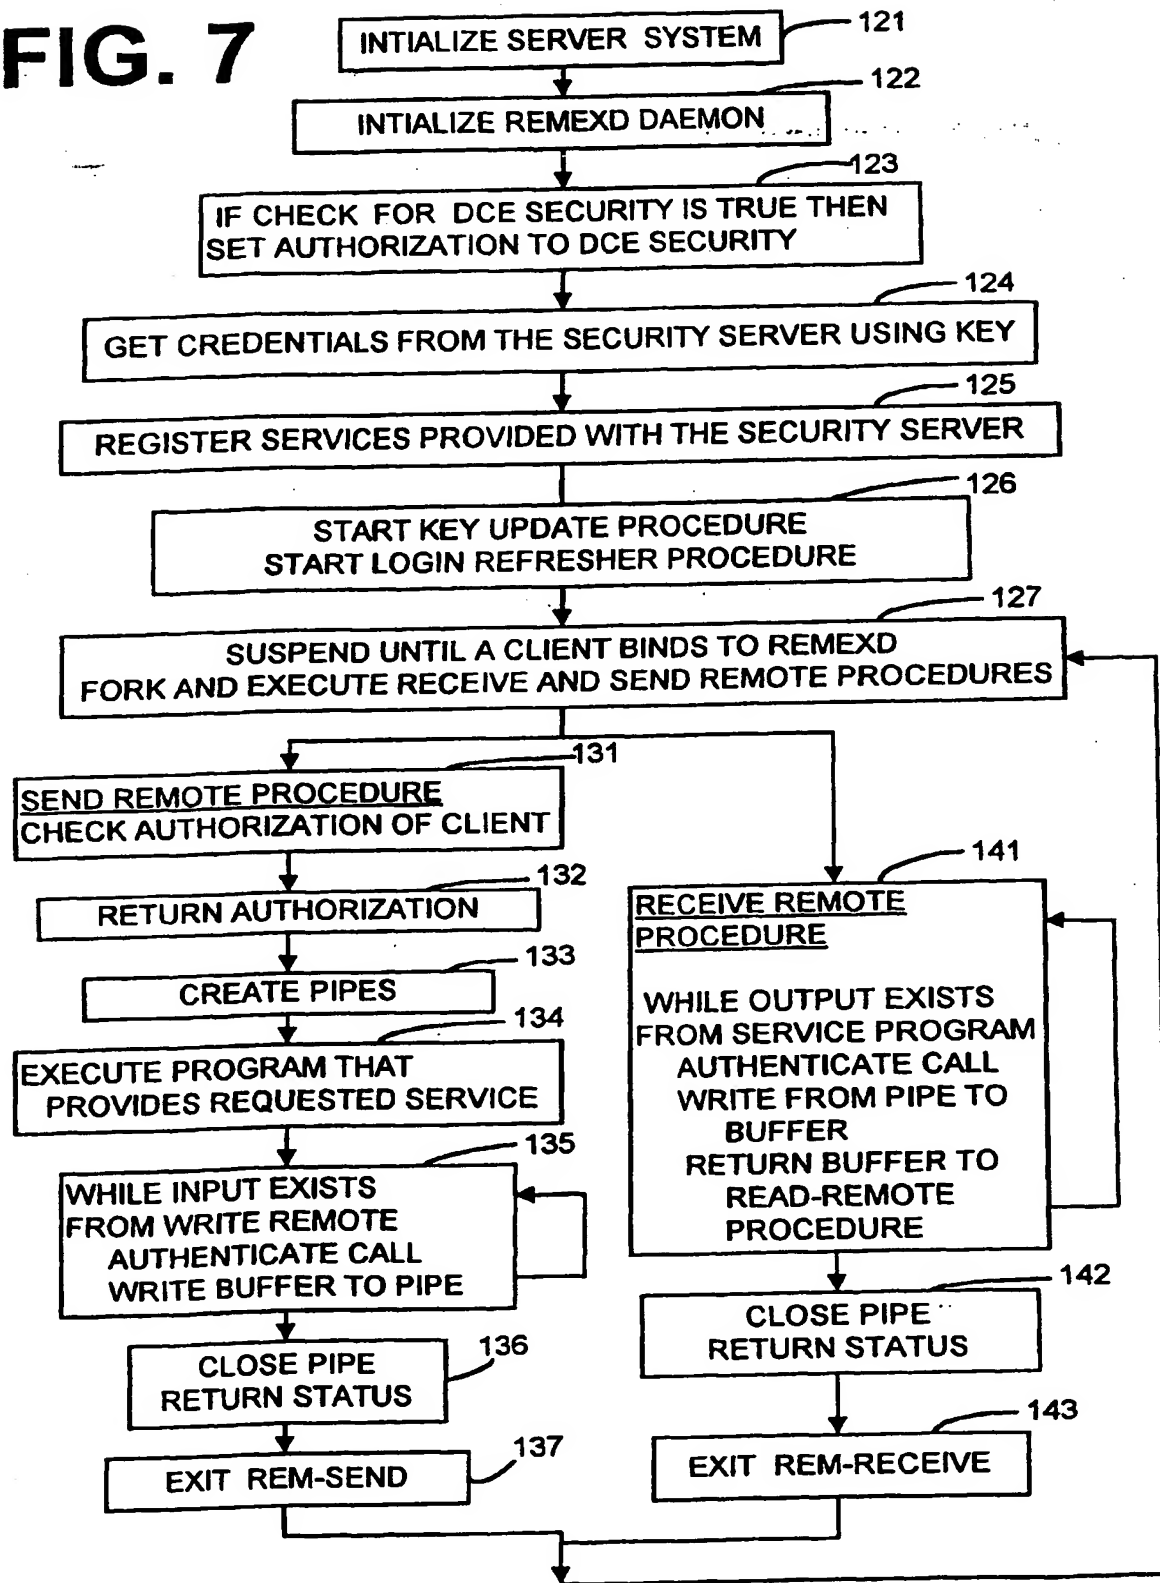 FIG. 7
INTIALIZE SERVER SYSTEM
121
INTIALIZE REMEXD DAEMON
122
IF CHECK FOR DCE SECURITY IS TRUE THEN
SET AUTHORIZATION TO DCE SECURITY
123
GET CREDENTIALS FROM THE SECURITY SERVER USING KEY
124
REGISTER SERVICES PROVIDED WITH THE SECURITY SERVER
125
START KEY UPDATE PROCEDURE
START LOGIN REFRESHER PROCEDURE
126
SUSPEND UNTIL A CLIENT BINDS TO REMEXD
FORK AND EXECUTE RECEIVE AND SEND REMOTE PROCEDURES
127
SEND REMOTE PROCEDURE
CHECK AUTHORIZATION OF CLIENT
131
RETURN AUTHORIZATION
132
CREATE PIPES
133
EXECUTE PROGRAM THAT
PROVIDES REQUESTED SERVICE
134
WHILE INPUT EXISTS
FROM WRITE REMOTE
AUTHENTICATE CALL
WRITE BUFFER TO PIPE
135
CLOSE PIPE
RETURN STATUS
136
EXIT REM-SEND
137
RECEIVE REMOTE
PROCEDURE
WHILE OUTPUT EXISTS
FROM SERVICE PROGRAM
AUTHENTICATE CALL
WRITE FROM PIPE TO
BUFFER
RETURN BUFFER TO
READ-REMOTE
PROCEDURE
141
CLOSE PIPE
RETURN STATUS
142
EXIT REM-RECEIVE
143